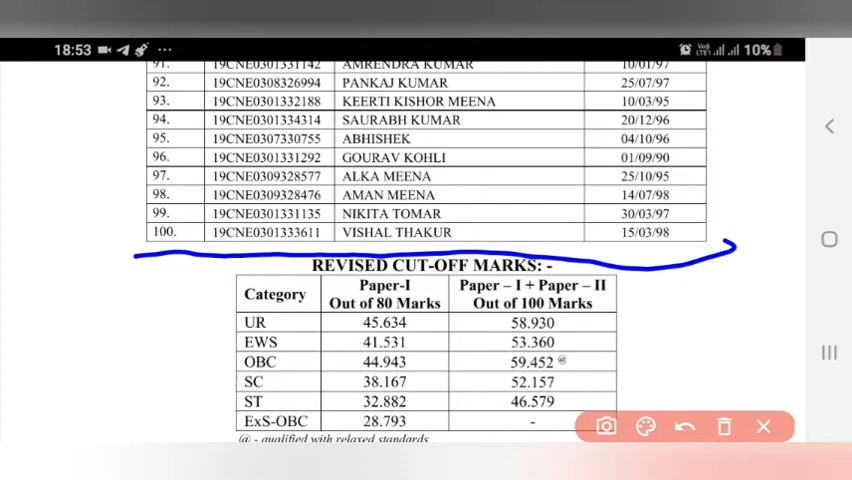 18:53 ... Vo) LTE1 10%
91. 19CNE0301331142 AMRENDRA KUMAR 10/01/97
92. 19CNE0308326994 PANKAJ KUMAR 25/07/97
93. 19CNE0301332188 KEERTI KISHOR MEENA 10/03/95
94. 19CNE0301334314 SAURABH KUMAR 20/12/96
95. 19CNE0307330755 ABHISHEK 04/10/96
96. 19CNE0301331292 GOURAV KOHLI 01/09/90
97. 19CNE0309328577 ALKA MEENA 25/10/95
98. 19CNE0309328476 AMAN MEENA 14/07/98
99. 19CNE0301331135 NIKITA TOMAR 30/03/97
100. 19CNE0301333611 VISHAL THAKUR 15/03/98
REVISED CUT-OFF MARKS: -
Category Paper-I Out of 80 Marks Paper – I + Paper – II Out of 100 Marks
UR 45.634 58.930
EWS 41.531 53.360
OBC 44.943 59.452 @
SC 38.167 52.157
ST 32.882 46.579
ExS-OBC 28.793 -
@ - qualified with relaxed standards